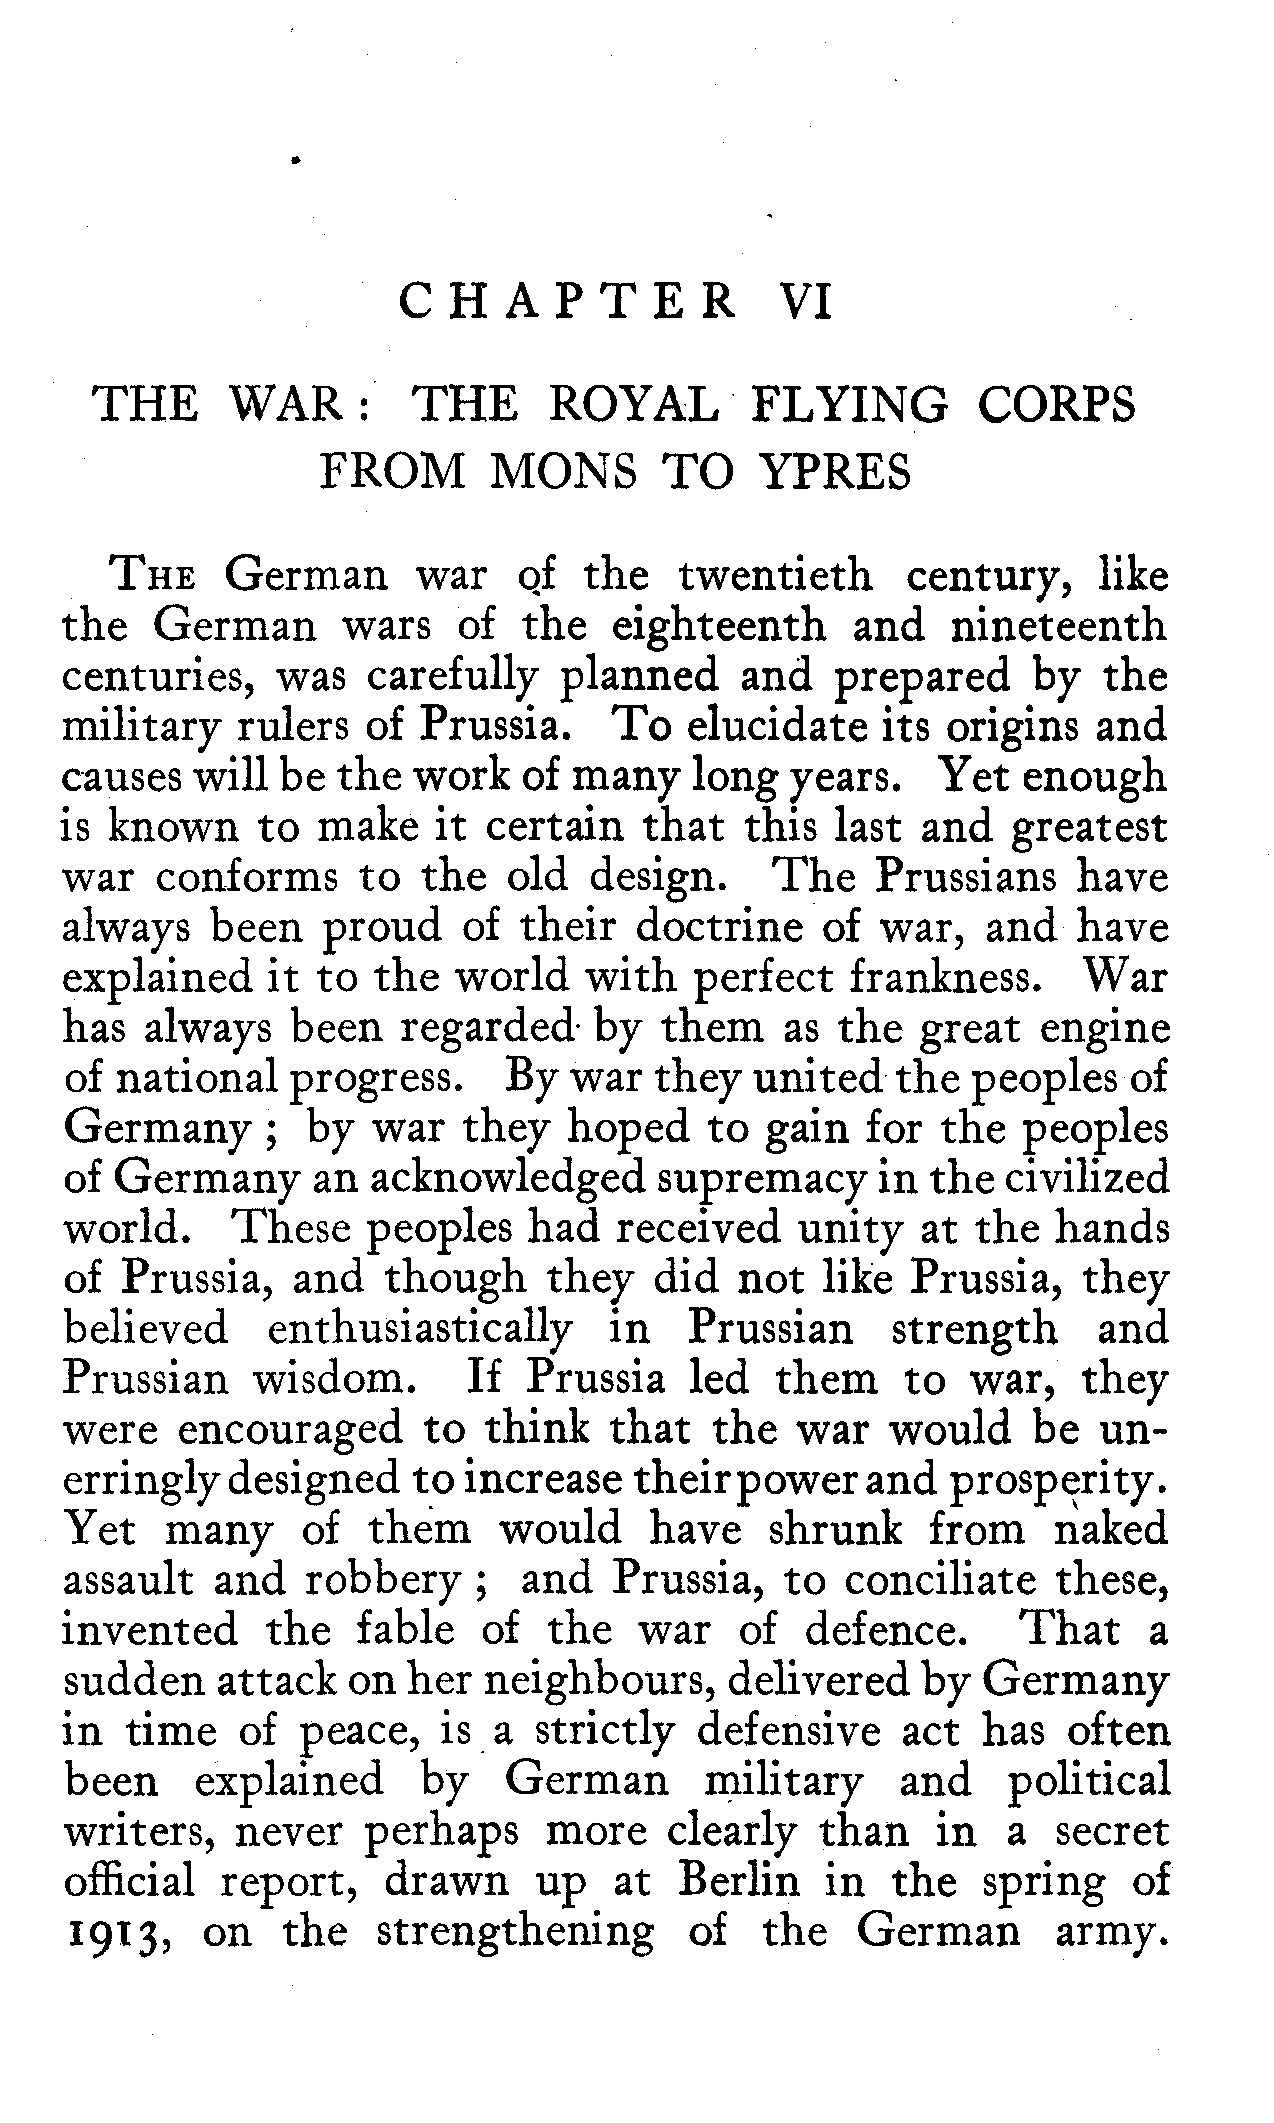 CHAPTER VI
THE WAR : THE ROYAL FLYING CORPS
FROM MONS TO YPRES
THE German war of the twentieth century, like
the German wars of the eighteenth and nineteenth
centuries, was carefully planned and prepared by the
military rulers of Prussia. To elucidate its origins and
causes will be the work of many long years. Yet enough
is known to make it certain that this last and greatest
war conforms to the old design. The Prussians have
always been proud of their doctrine of war, and have
explained it to the world with perfect frankness. War
has always been regarded by them as the great engine
of national progress. By war they united the peoples of
Germany ; by war they hoped to gain for the peoples
of Germany an acknowledged supremacy in the civilized
world. These peoples had received unity at the hands
of Prussia, and though they did not like Prussia, they
believed enthusiastically in Prussian strength and
Prussian wisdom. If Prussia led them to war, they
were encouraged to think that the war would be un-
erringly designed to increase their power and prosperity.
Yet many of them would have shrunk from naked
assault and robbery ; and Prussia, to conciliate these,
invented the fable of the war of defence. That a
sudden attack on her neighbours, delivered by Germany
in time of peace, is a strictly defensive act has often
been explained by German military and political
writers, never perhaps more clearly than in a secret
official report, drawn up at Berlin in the spring of
1913, on the strengthening of the German army.